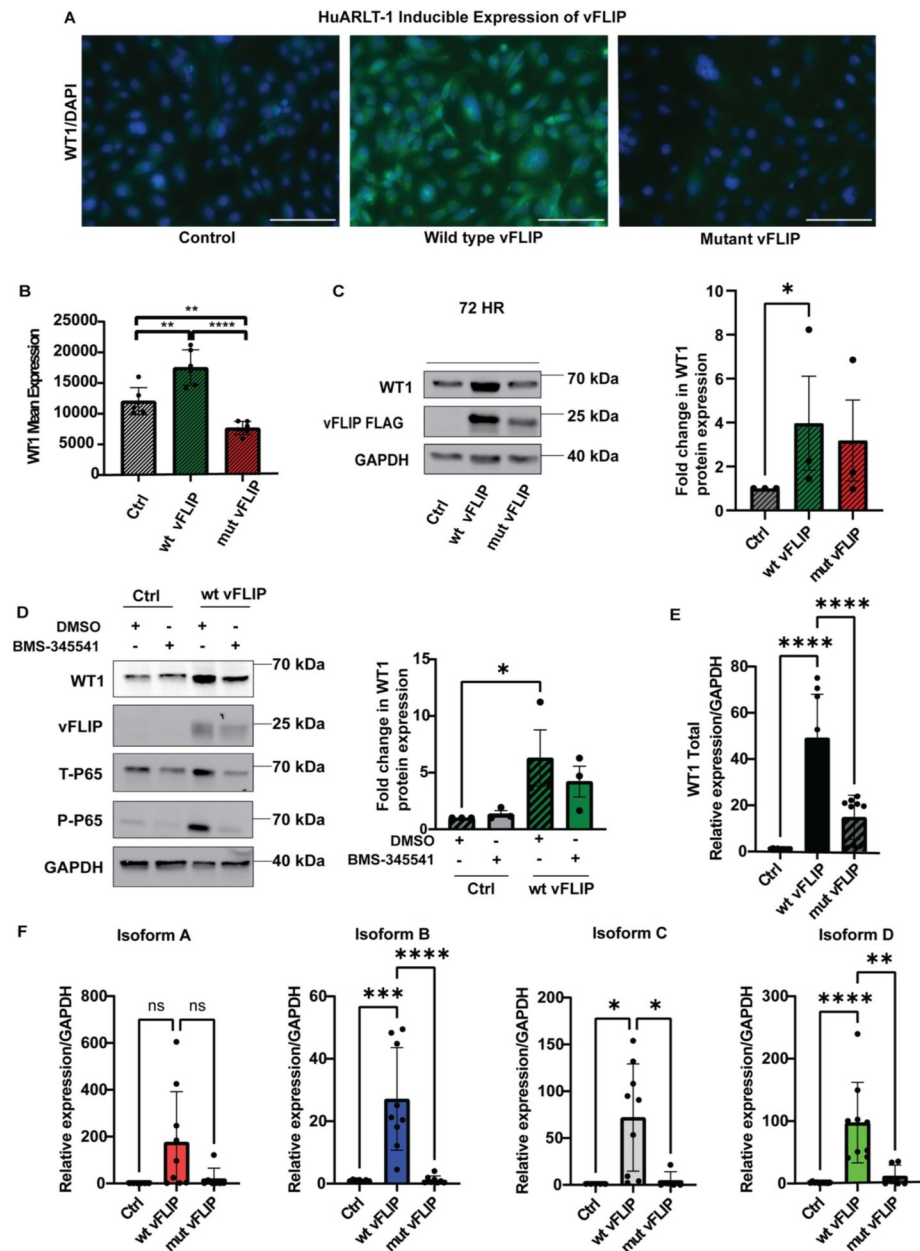 A
HuARLT-1 Inducible Expression of vFLIP
WT1/DAPI
Control
Wild type vFLIP
Mutant vFLIP
B
WT1 Mean Expression
25000
20000
15000
10000
5000
0
**
** ****
Ctrl
wt vFLIP
mut vFLIP
C
72 HR
WT1
70 kDa
vFLIP FLAG
25 kDa
GAPDH
40 kDa
Ctrl
wt vFLIP
mut vFLIP
Fold change in WT1
protein expression
10
8
6
4
2
0
*
Ctrl
wt vFLIP
mut vFLIP
D
Ctrl wt vFLIP
DMSO + - + -
BMS-345541 - + - +
WT1
70 kDa
vFLIP
25 kDa
T-P65
70 kDa
P-P65
70 kDa
GAPDH
40 kDa
Fold change in WT1
protein expression
15
10
5
0
*
DMSO + - + -
BMS-345541 - + - +
Ctrl wt vFLIP
E
WT1 Total
Relative expression/GAPDH
80
60
40
20
0
****
****
Ctrl
wt vFLIP
mut vFLIP
F
Isoform A
Relative expression/GAPDH
800
600
400
200
0
ns ns
Ctrl
wt vFLIP
mut vFLIP
Isoform B
Relative expression/GAPDH
60
40
20
0
****
***
Ctrl
wt vFLIP
mut vFLIP
Isoform C
Relative expression/GAPDH
200
150
100
50
0
* *
Ctrl
wt vFLIP
mut vFLIP
Isoform D
Relative expression/GAPDH
300
200
100
0
**
****
Ctrl
wt vFLIP
mut vFLIP